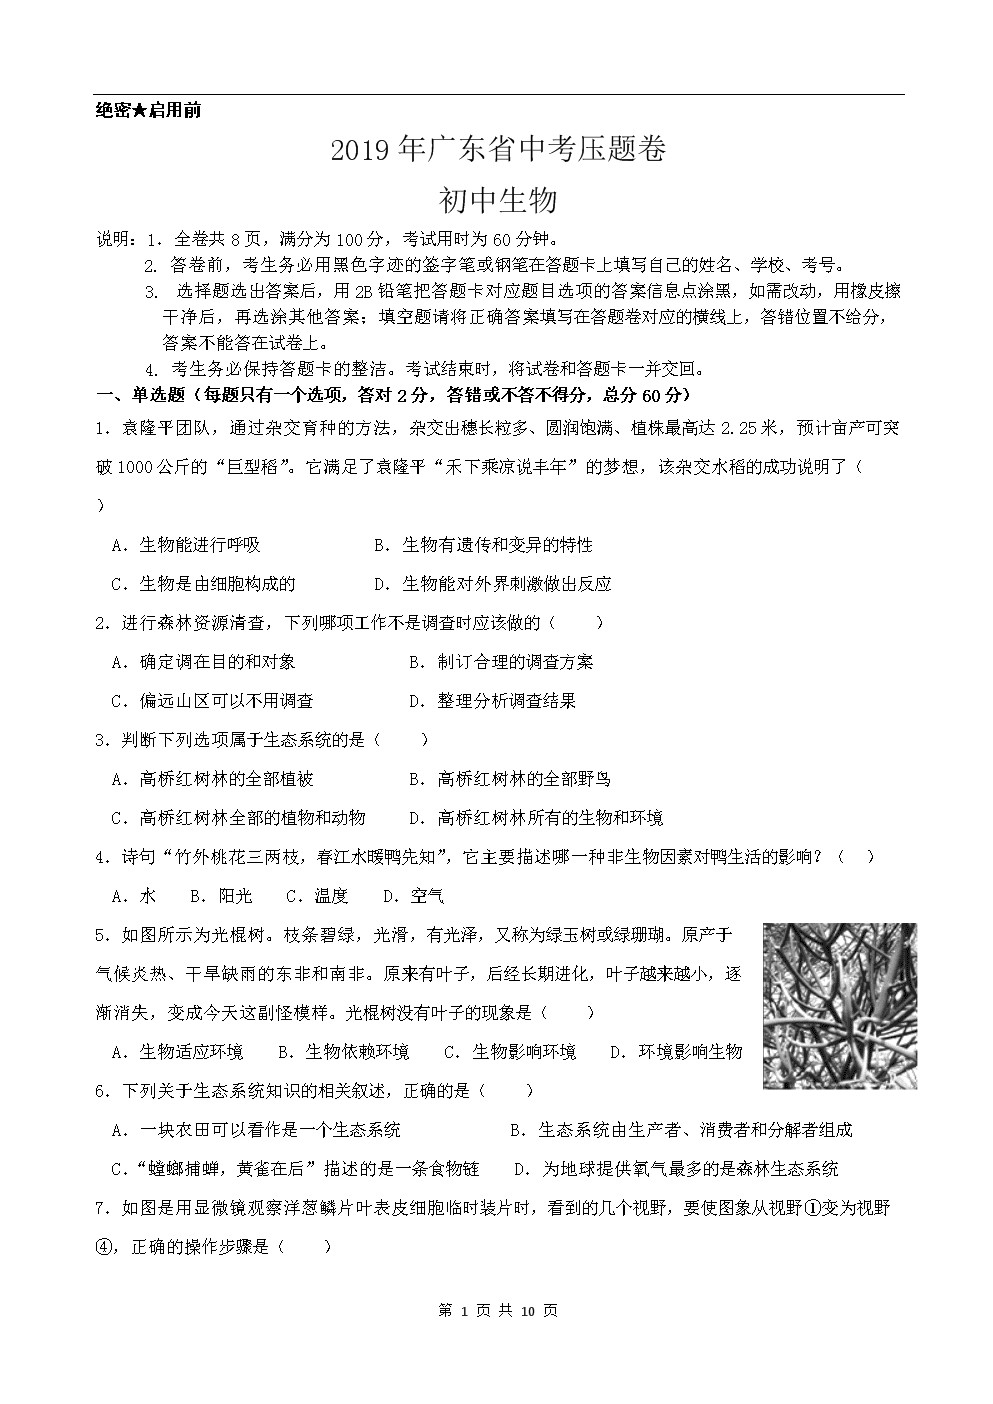 绝密★启用前
2019 年广东省中考压题卷
初中生物
说明：1．全卷共 8 页，满分为 100 分，考试用时为 60 分钟。
2．答卷前，考生务必用黑色字迹的签字笔或钢笔在答题卡上填写自己的姓名、学校、考号。
3． 选择题选出答案后，用 2B 铅笔把答题卡对应题目选项的答案信息点涂黑，如需改动，用橡皮擦
干净后，再选涂其他答案；填空题请将正确答案填写在答题卷对应的横线上，答错位置不给分，
答案不能答在试卷上。
4．考生务必保持答题卡的整洁。考试结束时，将试卷和答题卡一并交回。
一、单选题（每题只有一个选项，答对 2 分，答错或不答不得分，总分 60 分）
1．袁隆平团队，通过杂交育种的方法，杂交出穗长粒多、圆润饱满、植株最高达 2.25 米，预计亩产可突
破 1000 公斤的“巨型稻”。它满足了袁隆平“禾下乘凉说丰年”的梦想，该杂交水稻的成功说明了（
）
A．生物能进行呼吸 B．生物有遗传和变异的特性
C．生物是由细胞构成的 D．生物能对外界刺激做出反应
2．进行森林资源清查，下列哪项工作不是调查时应该做的（ ）
A．确定调在目的和对象 B．制订合理的调查方案
C．偏远山区可以不用调查 D．整理分析调查结果
3．判断下列选项属于生态系统的是（ ）
A．高桥红树林的全部植被 B．高桥红树林的全部野鸟
C．高桥红树林全部的植物和动物 D．高桥红树林所有的生物和环境
4．诗句“竹外桃花三两枝，春江水暖鸭先知”，它主要描述哪一种非生物因素对鸭生活的影响？（ ）
A．水 B．阳光 C．温度 D．空气
5．如图所示为光棍树。枝条碧绿，光滑，有光泽，又称为绿玉树或绿珊瑚。原产于
气候炎热、干旱缺雨的东非和南非。原来有叶子，后经长期进化，叶子越来越小，逐
渐消失，变成今天这副怪模样。光棍树没有叶子的现象是（ ）
A．生物适应环境 B．生物依赖环境 C．生物影响环境 D．环境影响生物
6．下列关于生态系统知识的相关叙述，正确的是（ ）
A．一块农田可以看作是一个生态系统 B．生态系统由生产者、消费者和分解者组成
C．“螳螂捕蝉，黄雀在后”描述的是一条食物链 D．为地球提供氧气最多的是森林生态系统
7．如图是用显微镜观察洋葱鳞片叶表皮细胞临时装片时，看到的几个视野，要使图象从视野①变为视野
④，正确的操作步骤是（ ）
第 1 页 共 10 页